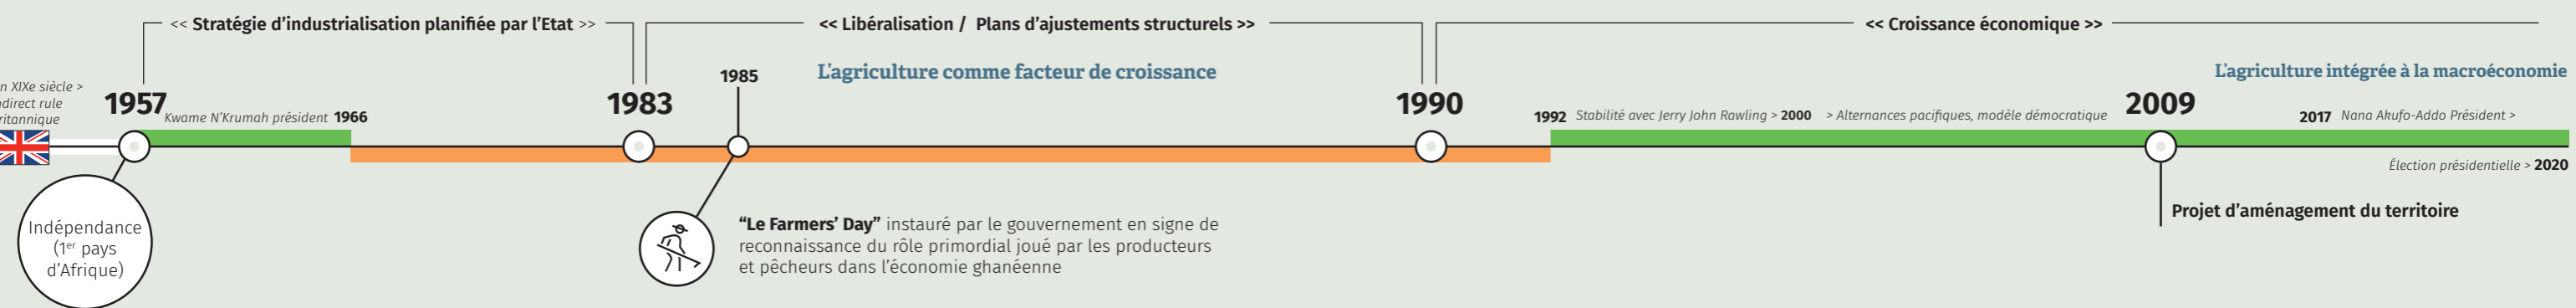 << Stratégie d’industrialisation planifiée par l’Etat >>
<< Libéralisation / Plans d’ajustements structurels >>
<< Croissance économique >>
1985
L’agriculture comme facteur de croissance
L’agriculture intégrée à la macroéconomie
XIXe siècle >
rule
1957
Kwame N’Krumah président 1966
1983
1990
1992 Stabilité avec Jerry John Rawling > 2000 > Alternances pacifiques, modèle démocratique
2009
2017 Nana Akufo-Addo Président >
Élection présidentielle > 2020
Indépendance
(1er pays
d’Afrique)
“Le Farmers’ Day” instauré par le gouvernement en signe de
reconnaissance du rôle primordial joué par les producteurs
et pêcheurs dans l’économie ghanéenne
Projet d’aménagement du territoire